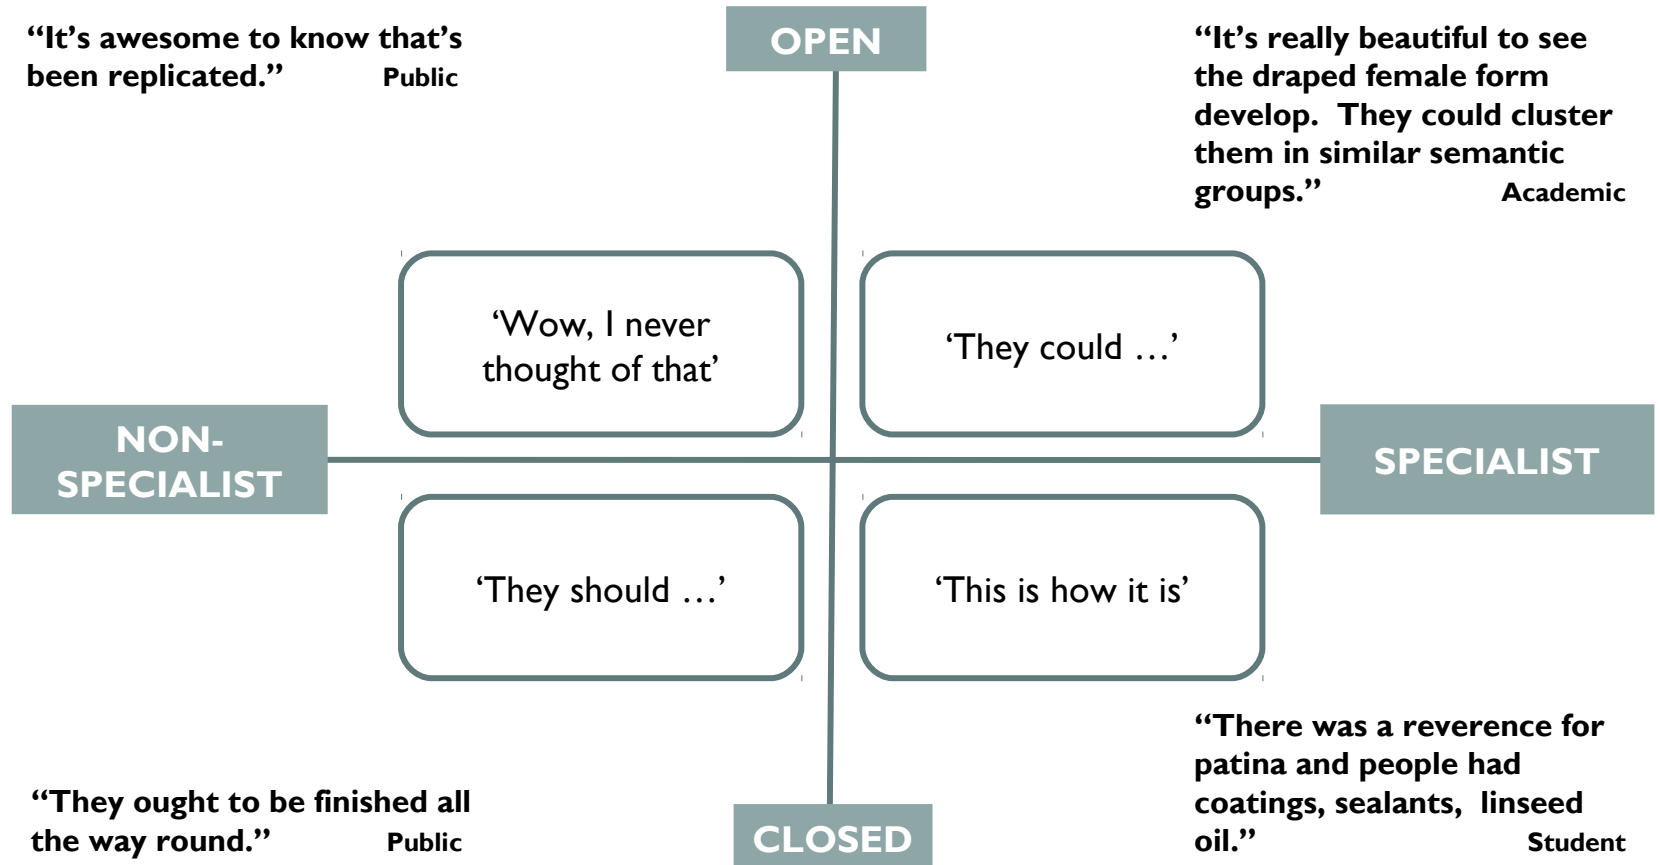 “It’s awesome to know that’s
been replicated.” Public
OPEN
“It’s really beautiful to see
the draped female form
develop.  They could cluster
them in similar semantic
groups.” Academic
‘Wow, I never
thought of that’
‘They could …’
NON-
SPECIALIST
SPECIALIST
‘They should …’
‘This is how it is’
“They ought to be finished all
the way round.” Public
CLOSED
“There was a reverence for
patina and people had
coatings, sealants,  linseed
oil.” Student